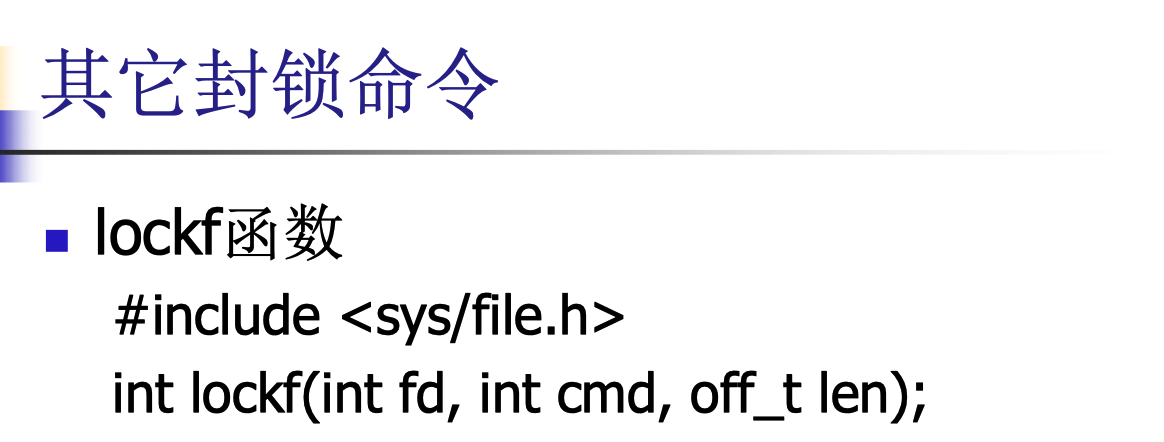 其它封锁命令
lockf函数
#include <sys/file.h>
int lockf(int fd, int cmd, off_t len);